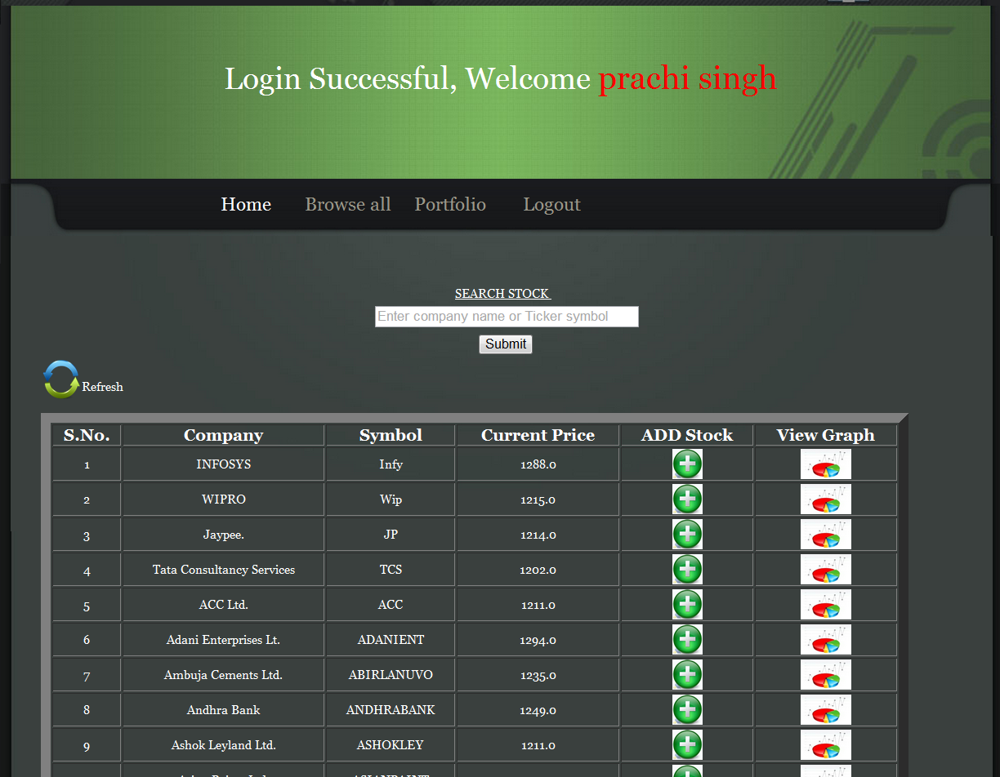 Login Successful, Welcome prachi singh
Home Browse all Portfolio Logout
SEARCH STOCK
Enter company name or Ticker symbol
Submit
Refresh
S.No. Company Symbol Current Price ADD Stock View Graph
1 INFOSYS Infy 1288.0
2 WIPRO Wip 1215.0
3 Jaypee. JP 1214.0
4 Tata Consultancy Services TCS 1202.0
5 ACC Ltd. ACC 1211.0
6 Adani Enterprises Lt. ADANIENT 1294.0
7 Ambuja Cements Ltd. ABIRLANUVO 1235.0
8 Andhra Bank ANDHRABANK 1249.0
9 Ashok Leyland Ltd. ASHOKLEY 1211.0